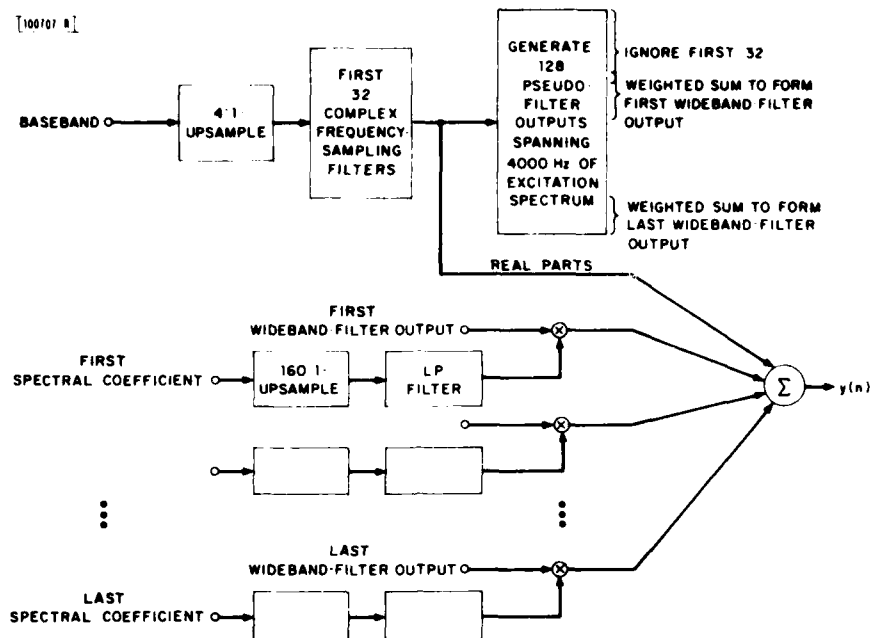 [100707 R]
BASEBAND
4:1-
UPSAMPLE
FIRST
32
COMPLEX
FREQUENCY-
SAMPLING
FILTERS
GENERATE
128
PSEUDO-
FILTER
OUTPUTS
SPANNING
4000 Hz OF
EXCITATION
SPECTRUM
IGNORE FIRST 32
WEIGHTED SUM TO FORM
FIRST WIDEBAND-FILTER
OUTPUT
WEIGHTED SUM TO FORM
LAST WIDEBAND-FILTER
OUTPUT
REAL PARTS
FIRST
WIDEBAND-FILTER OUTPUT
FIRST
SPECTRAL COEFFICIENT
160 1-
UPSAMPLE
LP
FILTER
Σ
y(n)
LAST
WIDEBAND-FILTER OUTPUT
LAST
SPECTRAL COEFFICIENT